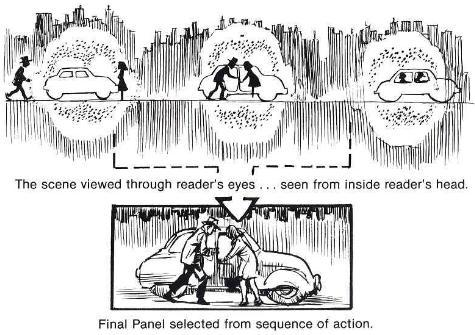 The scene viewed through reader's eyes . . . seen from inside reader's head.
Final Panel selected from sequence of action.